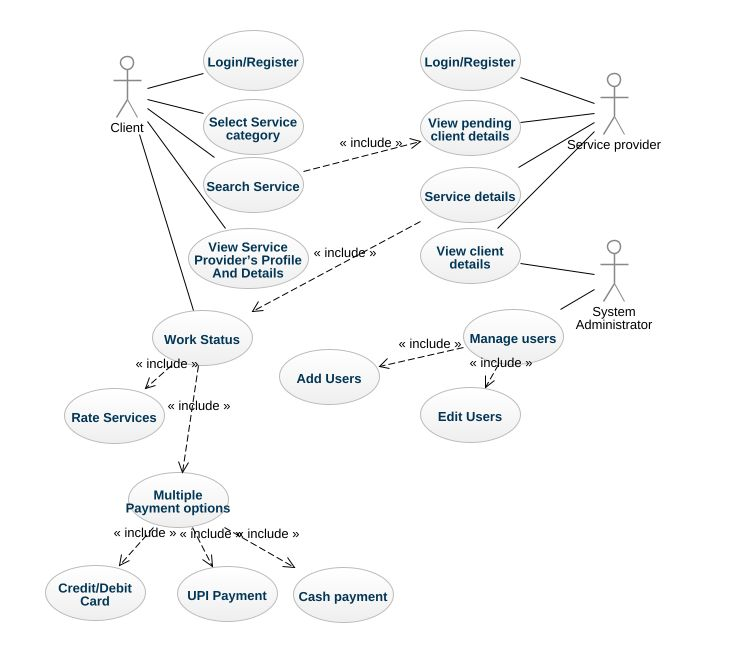 Login/Register
Login/Register
Client
Select Service
category
View pending
client details
« include »
Service provider
Search Service
Service details
View Service
Provider’s Profile
And Details
« include »
View client
details
System
Administrator
Work Status
Manage users
« include »
« include »
« include »
Add Users
« include »
Rate Services
Edit Users
Multiple
Payment options
« include »
« include »
« include »
Credit/Debit
Card
UPI Payment
Cash payment